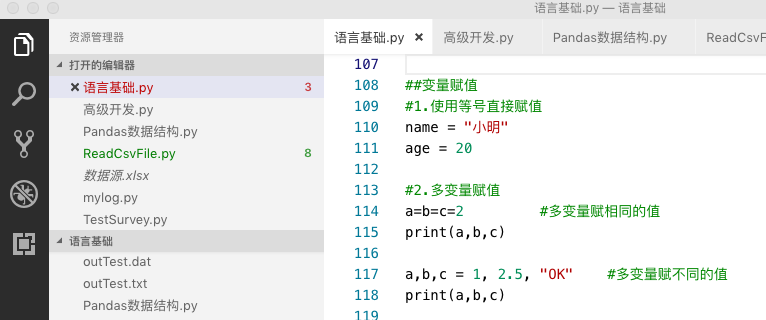 语言基础.py — 语言基础
资源管理器
打开的编辑器
语言基础.py 3
高级开发.py
Pandas数据结构.py
ReadCsvFile.py 8
数据源.xlsx
mylog.py
TestSurvey.py
语言基础
outTest.dat
outTest.txt
Pandas数据结构.py
语言基础.py 高级开发.py Pandas数据结构.py ReadCsvF
107
108 ##变量赋值
109 #1.使用等号直接赋值
110 name = "小明"
111 age = 20
112
113 #2.多变量赋值
114 a=b=c=2 #多变量赋相同的值
115 print(a,b,c)
116
117 a,b,c = 1, 2.5, "OK" #多变量赋不同的值
118 print(a,b,c)
119